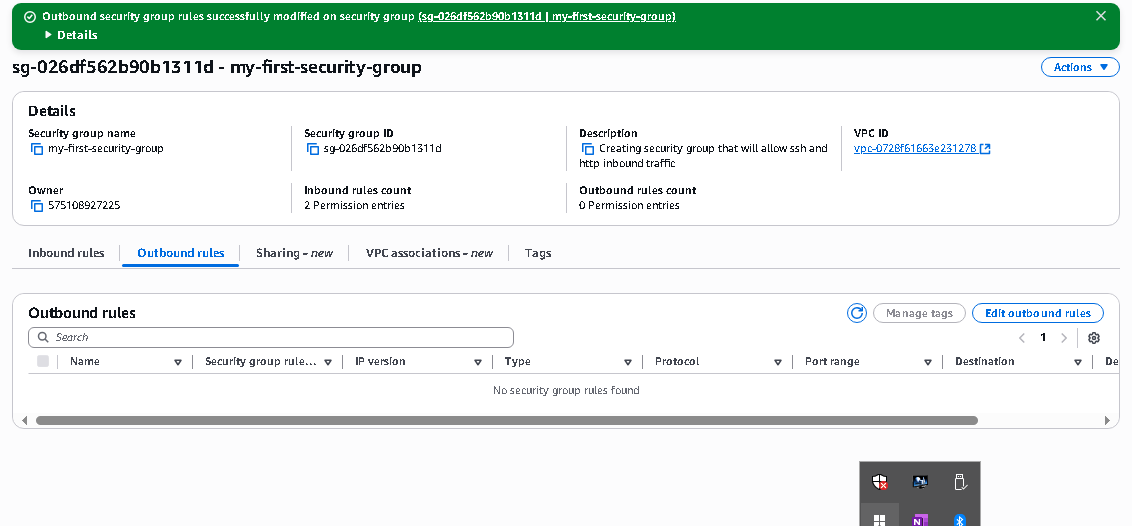 Outbound security group rules successfully modified on security group (sg-026df562b90b1311d | my-first-security-group)
Details
sg-026df562b90b1311d - my-first-security-group
Actions
Details
Security group name
my-first-security-group
Security group ID
sg-026df562b90b1311d
Description
Creating security group that will allow ssh and
http inbound traffic
VPC ID
vpc-0728f61663e231278
Owner
575108927225
Inbound rules count
2 Permission entries
Outbound rules count
0 Permission entries
Inbound rules
Outbound rules
Sharing - new
VPC associations - new
Tags
Outbound rules
Manage tags
Edit outbound rules
Search
1
Name
Security group rule...
IP version
Type
Protocol
Port range
Destination
De
No security group rules found